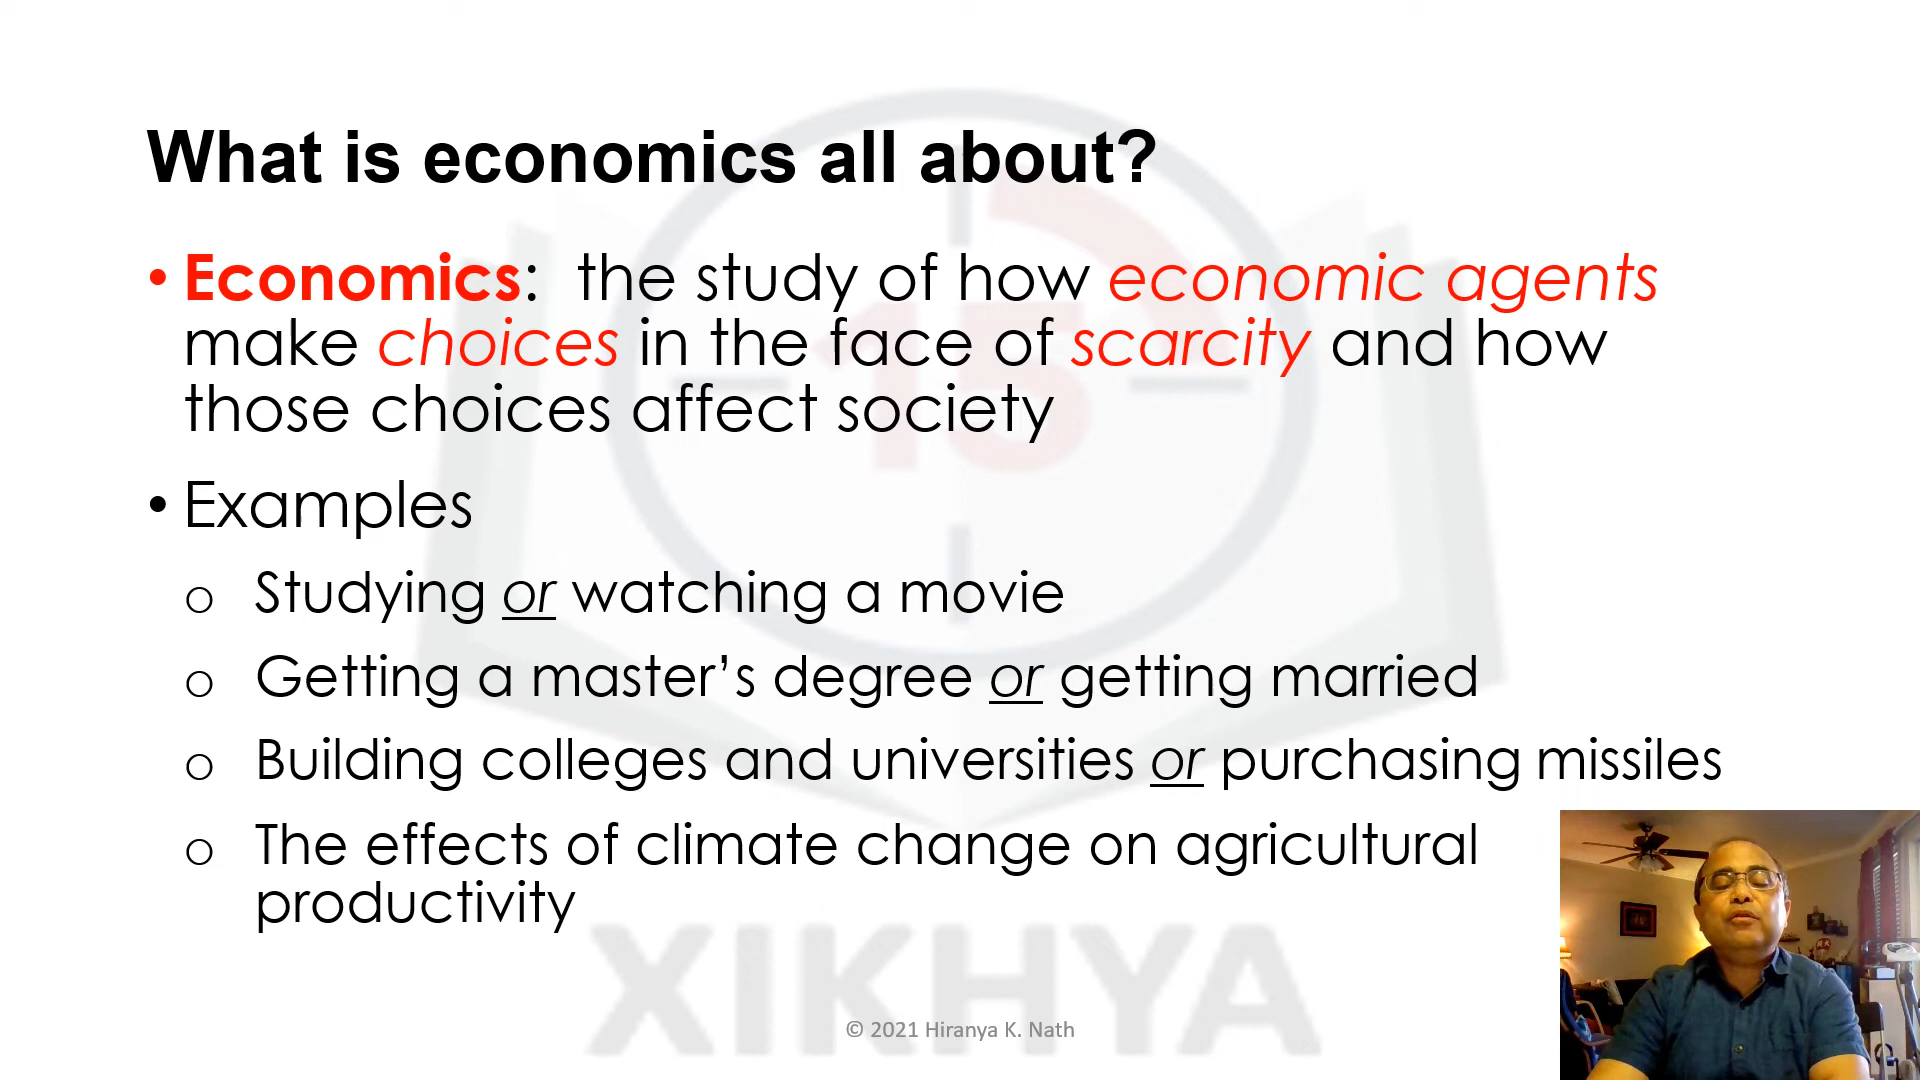 What is economics all about?
• Economics: the study of how economic agents
make choices in the face of scarcity and how
those choices affect society
• Examples
o Studying or watching a movie
o Getting a master’s degree or getting married
o Building colleges and universities or purchasing missiles
o The effects of climate change on agricultural
productivity
15
XIKHYA
© 2021 Hiranya K. Nath